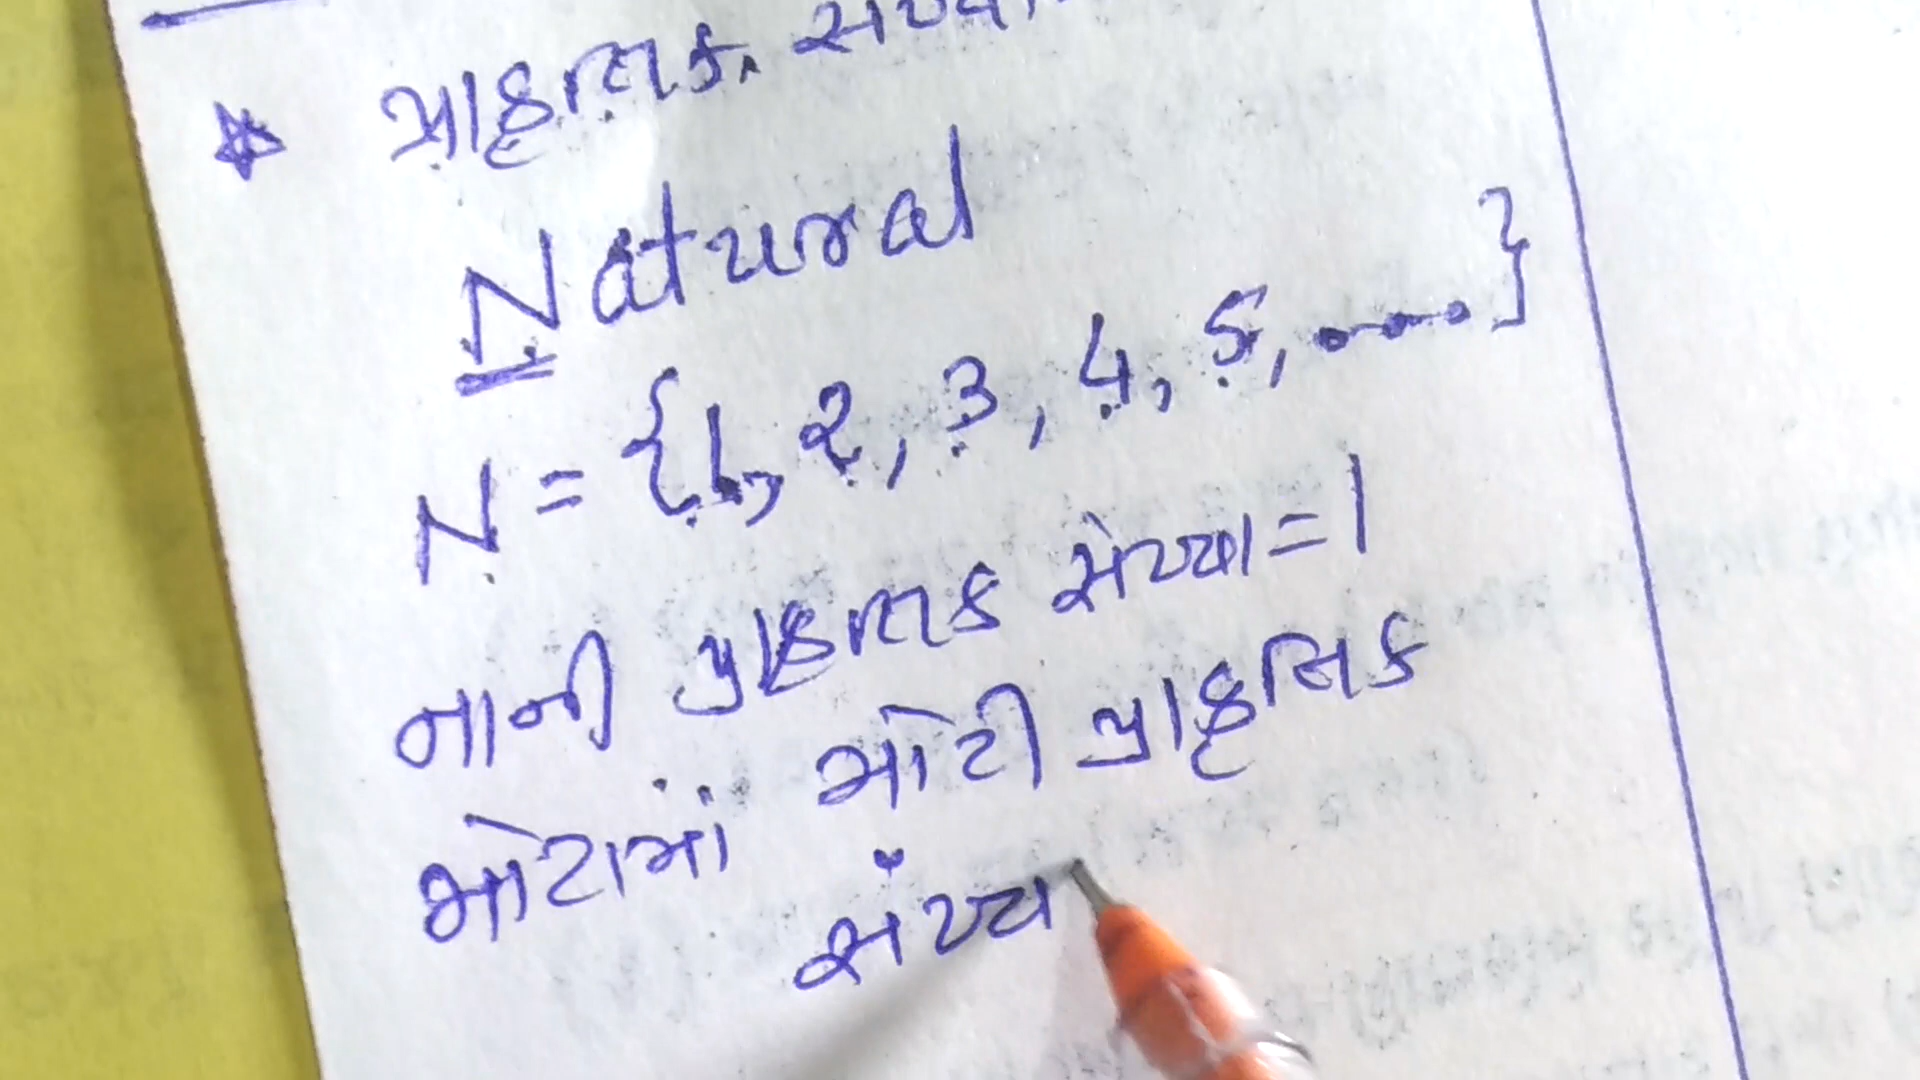 પ્રાકૃતિક સંખ્યા
Natural
N = {1, 2, 3, 4, 5, ....}
નાની પ્રાકૃતિક સંખ્યા = 1
મોટામાં મોટી પ્રાકૃતિક
સંખ્યા